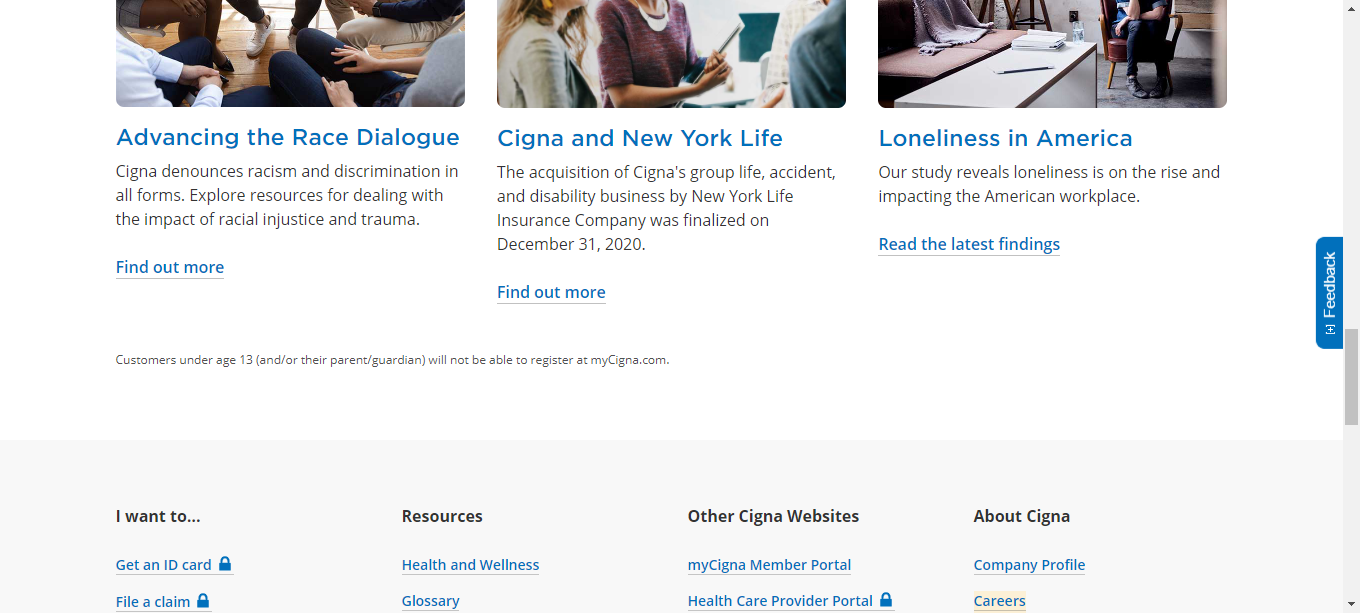 Advancing the Race Dialogue
Cigna denounces racism and discrimination in
all forms. Explore resources for dealing with
the impact of racial injustice and trauma.
Find out more
Cigna and New York Life
The acquisition of Cigna's group life, accident,
and disability business by New York Life
Insurance Company was finalized on
December 31, 2020.
Find out more
Loneliness in America
Our study reveals loneliness is on the rise and
impacting the American workplace.
Read the latest findings
[+] Feedback
Customers under age 13 (and/or their parent/guardian) will not be able to register at myCigna.com.
I want to...
Get an ID card
File a claim
Resources
Health and Wellness
Glossary
Other Cigna Websites
myCigna Member Portal
Health Care Provider Portal
About Cigna
Company Profile
Careers